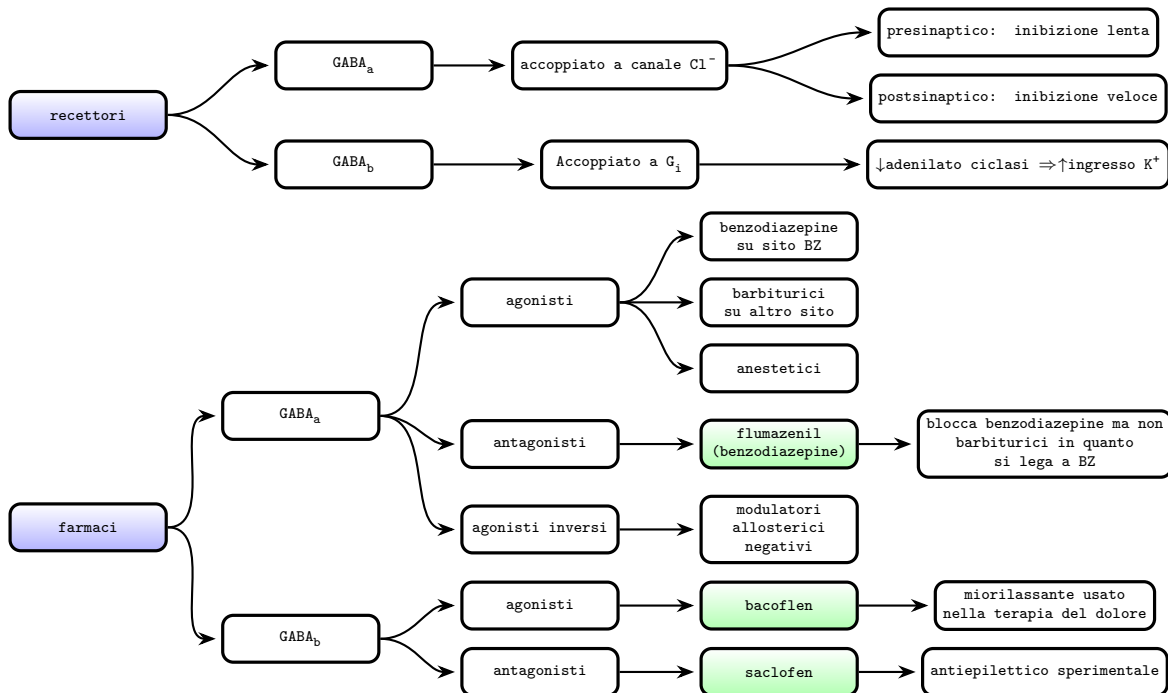 recettori
GABAₐ
accoppiato a canale Cl⁻
presinaptico: inibizione lenta
postsinaptico: inibizione veloce
GABA_b
Accoppiato a Gᵢ
↓adenilato ciclasi ⇒↑ingresso K⁺
farmaci
GABAₐ
agonisti
benzodiazepine
su sito BZ
barbiturici
su altro sito
anestetici
antagonisti
flumazenil
(benzodiazepine)
blocca benzodiazepine ma non
barbiturici in quanto
si lega a BZ
agonisti inversi
modulatori
allosterici
negativi
GABA_b
agonisti
bacoflen
miorilassante usato
nella terapia del dolore
antagonisti
saclofen
antiepilettico sperimentale